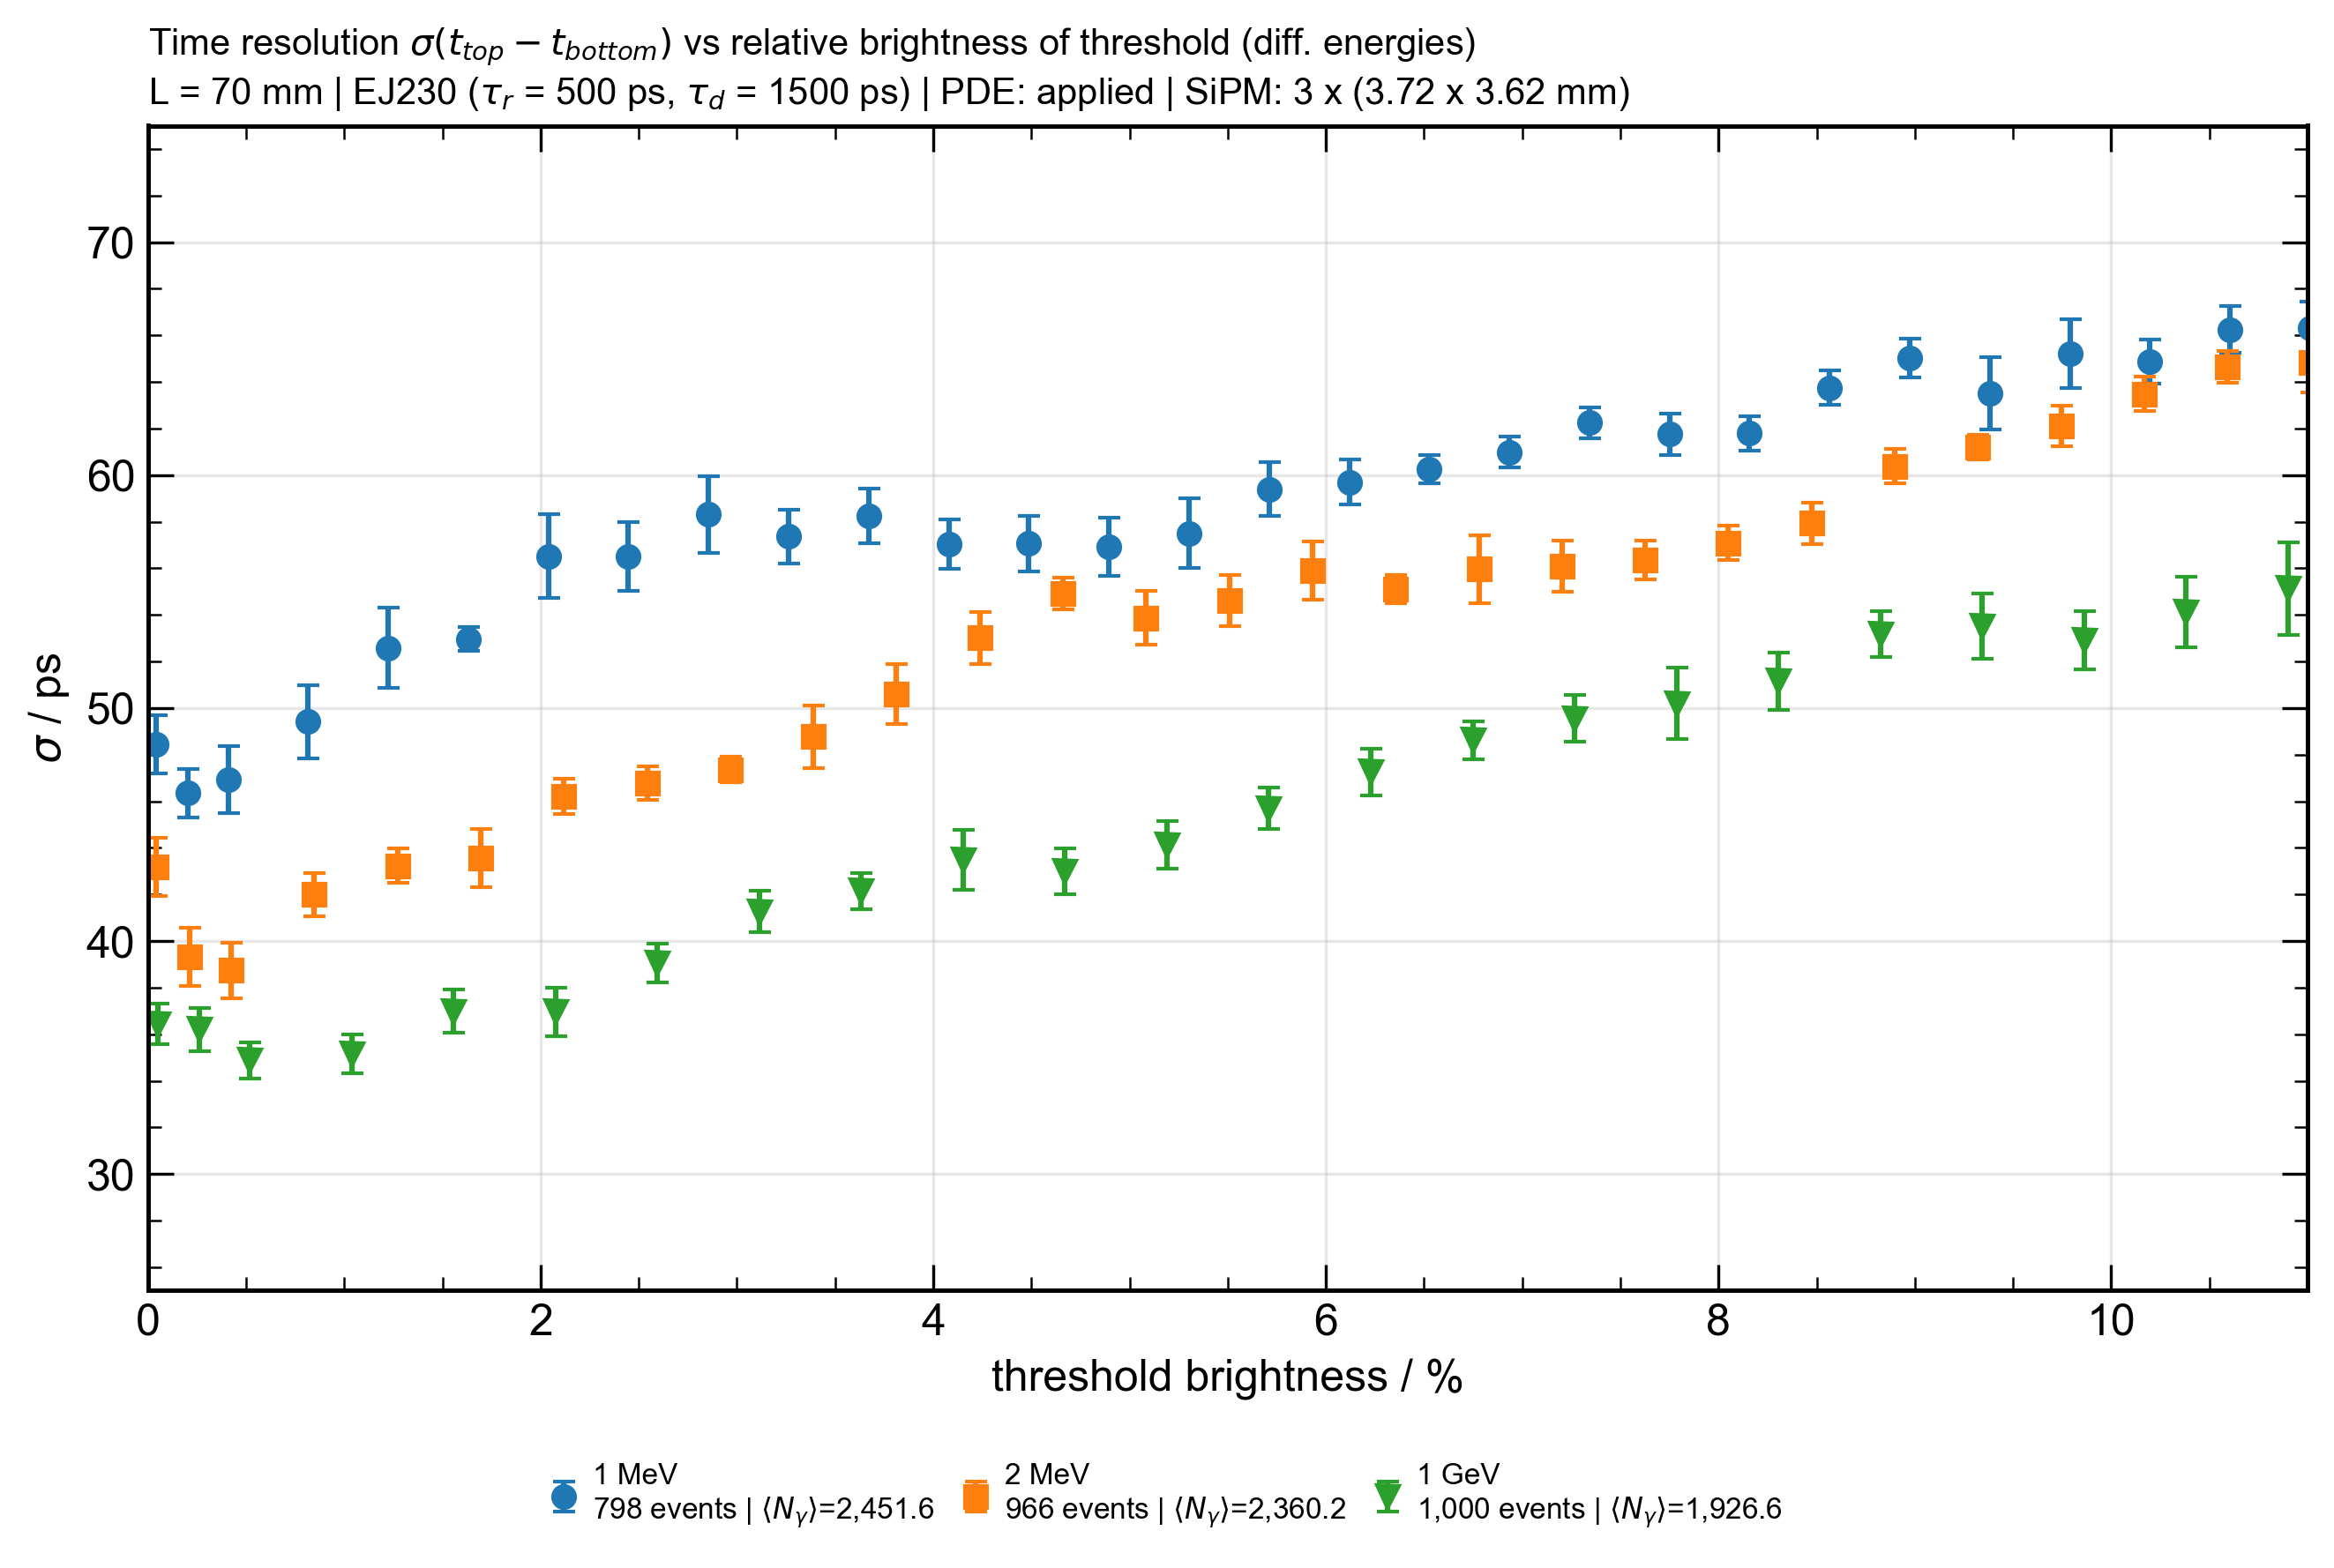 Time resolution σ(t_top − t_bottom) vs relative brightness of threshold (diff. energies)
L = 70 mm | EJ230 (τ_r = 500 ps, τ_d = 1500 ps) | PDE: applied | SiPM: 3 x (3.72 x 3.62 mm)
70
60
50
40
30
σ / ps
0 2 4 6 8 10
threshold brightness / %
1 MeV
798 events | ⟨N_γ⟩=2,451.6
2 MeV
966 events | ⟨N_γ⟩=2,360.2
1 GeV
1,000 events | ⟨N_γ⟩=1,926.6